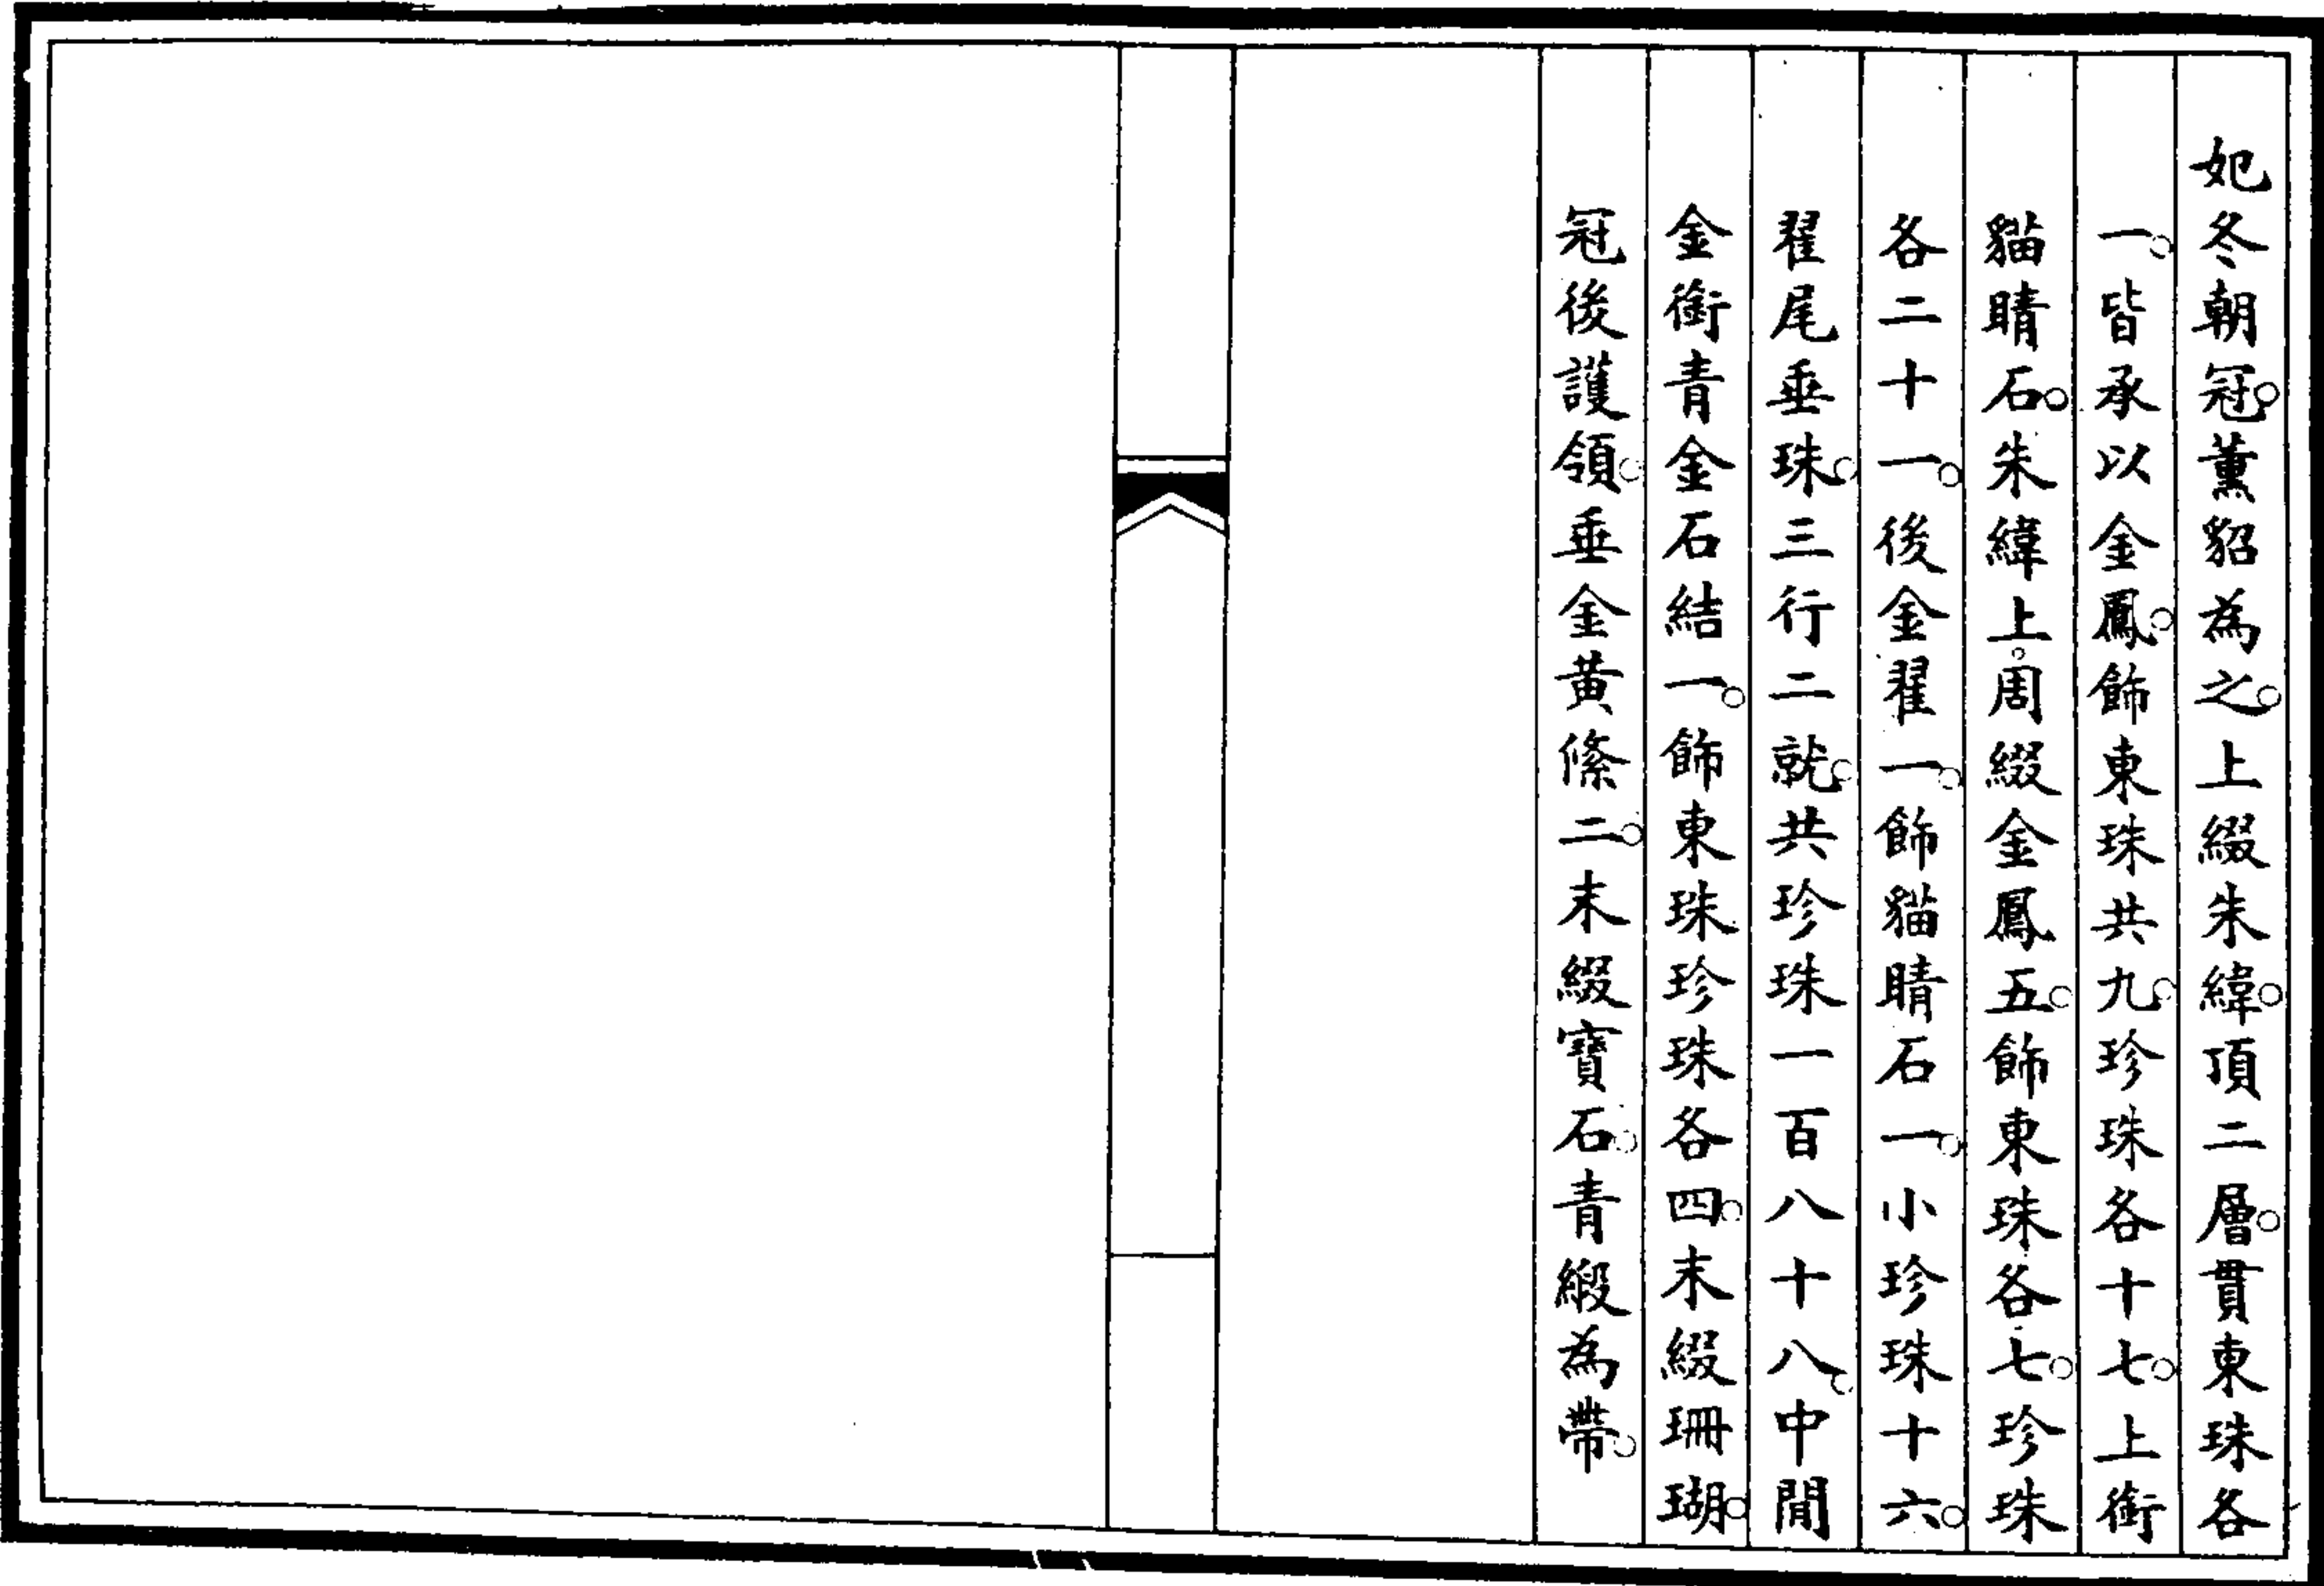 妃冬朝冠。薰貂為之。上綴朱緯。頂二層。貫東珠各
一。皆承以金鳳。飾東珠共九。珍珠各十七。上銜
貓睛石。朱緯上。周綴金鳳五。飾東珠各七。珍珠
各二十一。後金翟一。飾貓睛石一。小珍珠十六。
翟尾垂珠。三行二就。共珍珠一百八十八。中間
金銜青金石結一。飾東珠珍珠各四。末綴珊瑚。
冠後護領。垂金黃絛二。末綴寶石。青緞為帶。